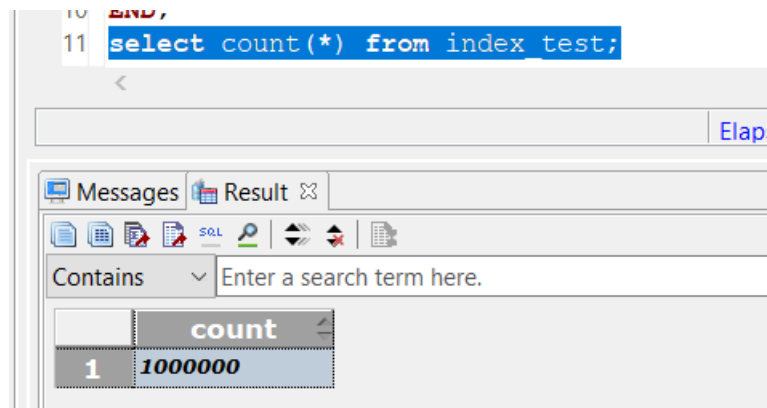 10 END;
11 select count(*) from index_test;
Elap
Messages Result
SQL
Contains Enter a search term here.
count
1 1000000